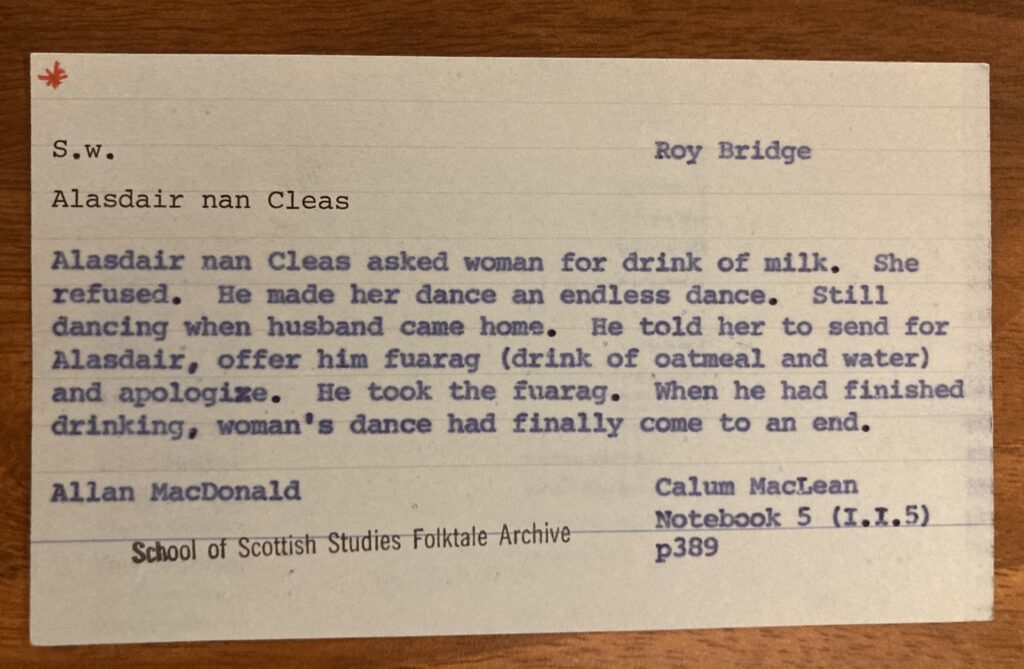 S.w.
Roy Bridge
Alasdair nan Cleas
Alasdair nan Cleas asked woman for drink of milk. She
refused. He made her dance an endless dance. Still
dancing when husband came home. He told her to send for
Alasdair, offer him fuarag (drink of oatmeal and water)
and apologize. He took the fuarag. When he had finished
drinking, woman's dance had finally come to an end.
Allan MacDonald
Calum MacLean
Notebook 5 (I.I.5)
p389
School of Scottish Studies Folktale Archive